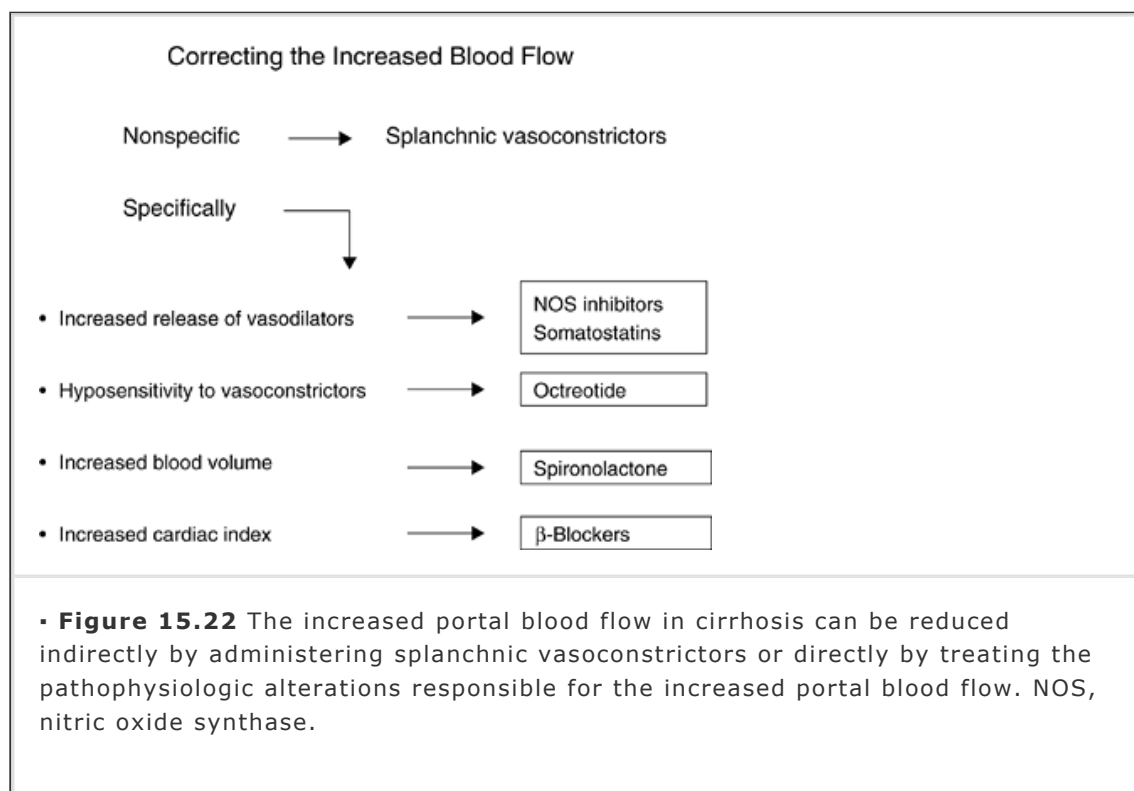 Correcting the Increased Blood Flow
Nonspecific Splanchnic vasoconstrictors
Specifically
• Increased release of vasodilators
NOS inhibitors
Somatostatins
• Hyposensitivity to vasoconstrictors Octreotide
• Increased blood volume Spironolactone
• Increased cardiac index β-Blockers
▪ Figure 15.22 The increased portal blood flow in cirrhosis can be reduced
indirectly by administering splanchnic vasoconstrictors or directly by treating the
pathophysiologic alterations responsible for the increased portal blood flow. NOS,
nitric oxide synthase.